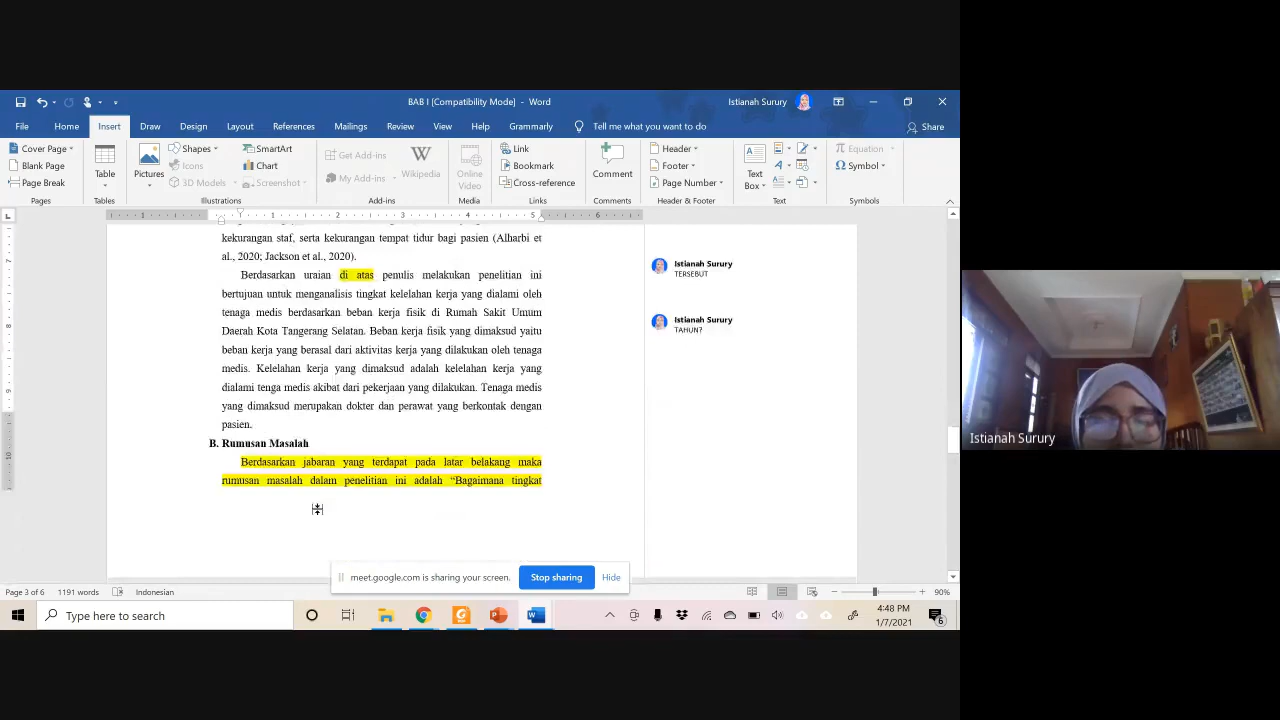 BAB I [Compatibility Mode] - Word
Istianah Surury
File Home Insert Draw Design Layout References Mailings Review View Help Grammarly Tell me what you want to do Share
Cover Page
Blank Page
Page Break
Pages
Table
Tables
Pictures
Shapes
Icons
3D Models
SmartArt
Chart
Screenshot
Illustrations
Get Add-ins
My Add-ins
Wikipedia
Add-ins
Online Video
Media
Link
Bookmark
Cross-reference
Links
Comment
Comments
Header
Footer
Page Number
Header & Footer
Text Box
Text
Equation
Symbol
Symbols
kekurangan staf, serta kekurangan tempat tidur bagi pasien (Alharbi et
al., 2020; Jackson et al., 2020).
Berdasarkan uraian di atas penulis melakukan penelitian ini
bertujuan untuk menganalisis tingkat kelelahan kerja yang dialami oleh
tenaga medis berdasarkan beban kerja fisik di Rumah Sakit Umum
Daerah Kota Tangerang Selatan. Beban kerja fisik yang dimaksud yaitu
beban kerja yang berasal dari aktivitas kerja yang dilakukan oleh tenaga
medis. Kelelahan kerja yang dimaksud adalah kelelahan kerja yang
dialami tenga medis akibat dari pekerjaan yang dilakukan. Tenaga medis
yang dimaksud merupakan dokter dan perawat yang berkontak dengan
pasien.
B. Rumusan Masalah
Berdasarkan jabaran yang terdapat pada latar belakang maka
rumusan masalah dalam penelitian ini adalah “Bagaimana tingkat
Istianah Surury
TERSEBUT
Istianah Surury
TAHUN?
Istianah Surury
meet.google.com is sharing your screen. Stop sharing Hide
Page 3 of 6 1191 words Indonesian 90%
Type here to search
4:48 PM
1/7/2021
6